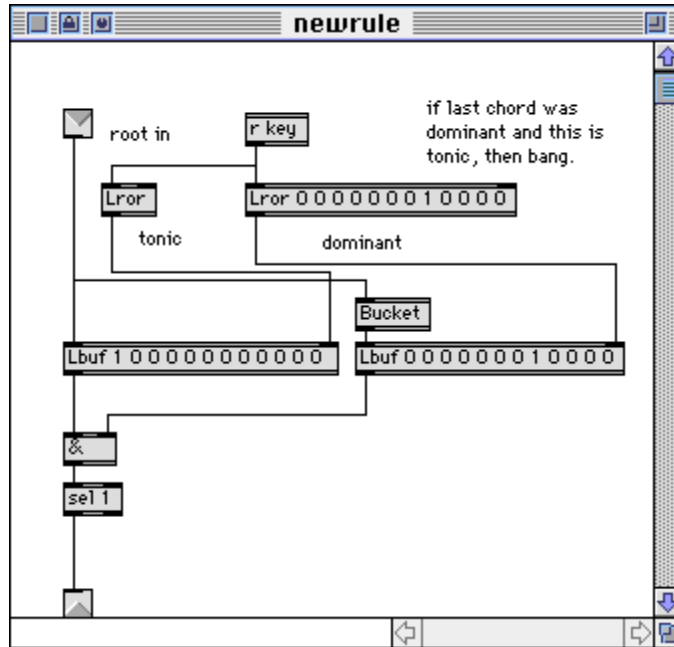 newrule
if last chord was
dominant and this is
tonic, then bang.
root in
r key
Lror
Lror 0 0 0 0 0 0 0 1 0 0 0 0
tonic
dominant
Bucket
Lbuf 1 0 0 0 0 0 0 0 0 0 0 0
Lbuf 0 0 0 0 0 0 0 1 0 0 0 0
&
sel 1